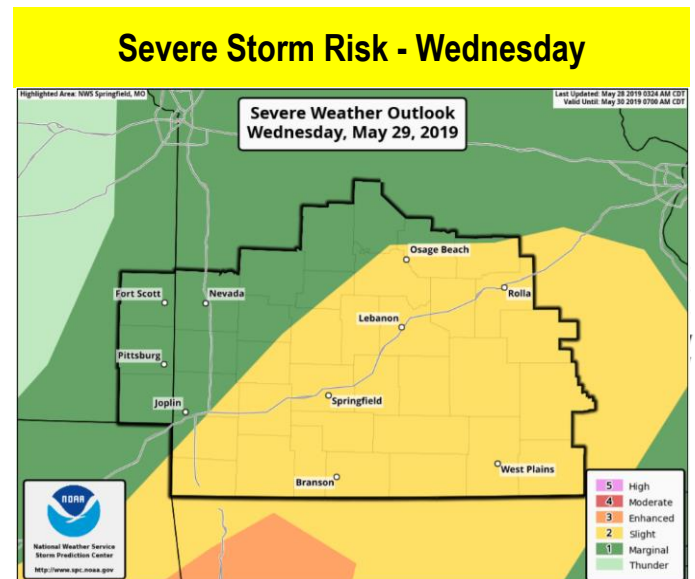 Severe Storm Risk - Wednesday
Highlighted Area: NWS Springfield, MO
Last Updated: May 28 2019 0324 AM CDT
Valid Until: May 30 2019 0700 AM CDT
Severe Weather Outlook
Wednesday, May 29, 2019
Osage Beach
Fort Scott
Nevada
Rolla
Lebanon
Pittsburg
Joplin
Springfield
Branson
West Plains
NOAA
National Weather Service
Storm Prediction Center
http://www.spc.noaa.gov
5 High
4 Moderate
3 Enhanced
2 Slight
1 Marginal
Thunder